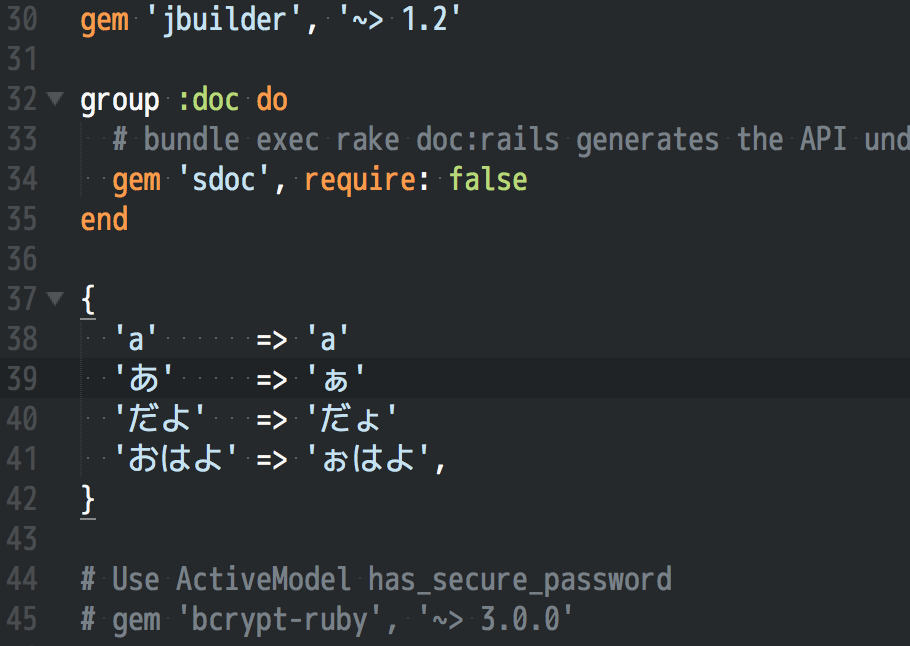 30 gem 'jbuilder', '~> 1.2'
31
32 group :doc do
33 # bundle exec rake doc:rails generates the API und
34 gem 'sdoc', require: false
35 end
36
37 {
38 'a' => 'a'
39 'あ' => 'ぁ'
40 'だよ' => 'だょ'
41 'おはよ' => 'ぉはよ',
42 }
43
44 # Use ActiveModel has_secure_password
45 # gem 'bcrypt-ruby', '~> 3.0.0'